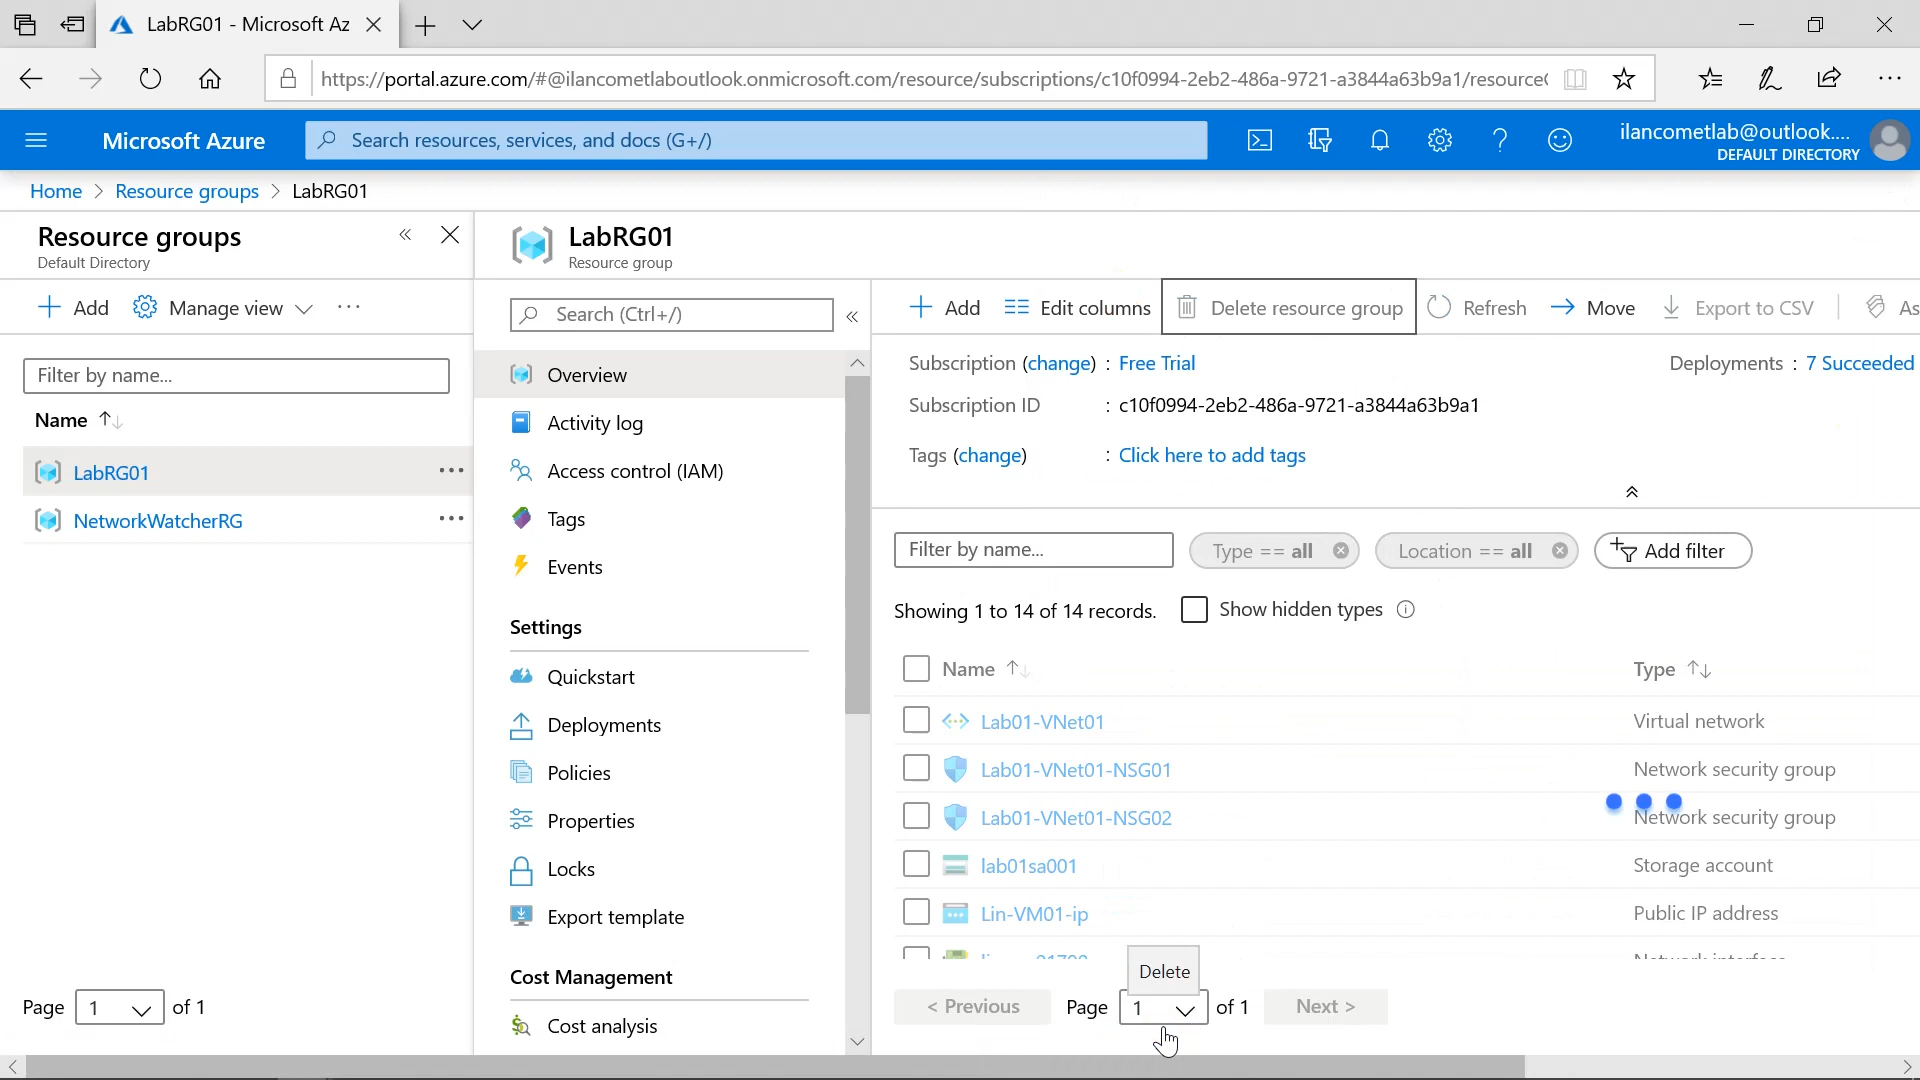 LabRG01 - Microsoft Az
https://portal.azure.com/#@ilancometlaboutlook.onmicrosoft.com/resource/subscriptions/c10f0994-2eb2-486a-9721-a3844a63b9a1/resource
Microsoft Azure
Search resources, services, and docs (G+/)
ilancometlab@outlook....
DEFAULT DIRECTORY
Home > Resource groups > LabRG01
Resource groups
Default Directory
Add Manage view ...
Filter by name...
Name
LabRG01 ...
NetworkWatcherRG ...
Page 1 of 1
LabRG01
Resource group
Search (Ctrl+/)
Overview
Activity log
Access control (IAM)
Tags
Events
Settings
Quickstart
Deployments
Policies
Properties
Locks
Export template
Cost Management
Cost analysis
Add Edit columns Delete resource group Refresh Move Export to CSV As
Subscription (change) : Free Trial
Deployments : 7 Succeeded
Subscription ID : c10f0994-2eb2-486a-9721-a3844a63b9a1
Tags (change) : Click here to add tags
Filter by name... Type == all Location == all Add filter
Showing 1 to 14 of 14 records. Show hidden types
Name Type
Lab01-VNet01 Virtual network
Lab01-VNet01-NSG01 Network security group
Lab01-VNet01-NSG02 Network security group
lab01sa001 Storage account
Lin-VM01-ip Public IP address
Delete
< Previous Page 1 of 1 Next >